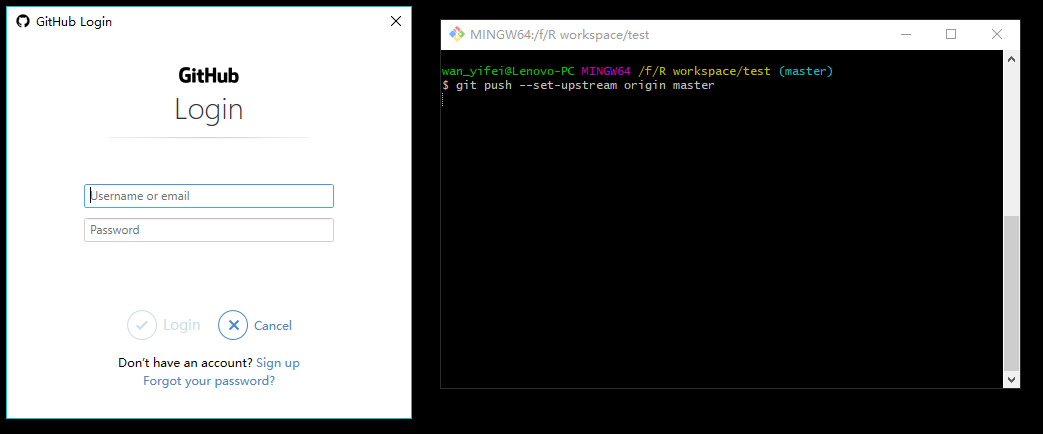 GitHub Login
GitHub
Login
Username or email
Password
Login
Cancel
Don't have an account? Sign up
Forgot your password?
MINGW64:/f/R workspace/test
wan_yifei@Lenovo-PC MINGW64 /f/R workspace/test (master)
$ git push --set-upstream origin master